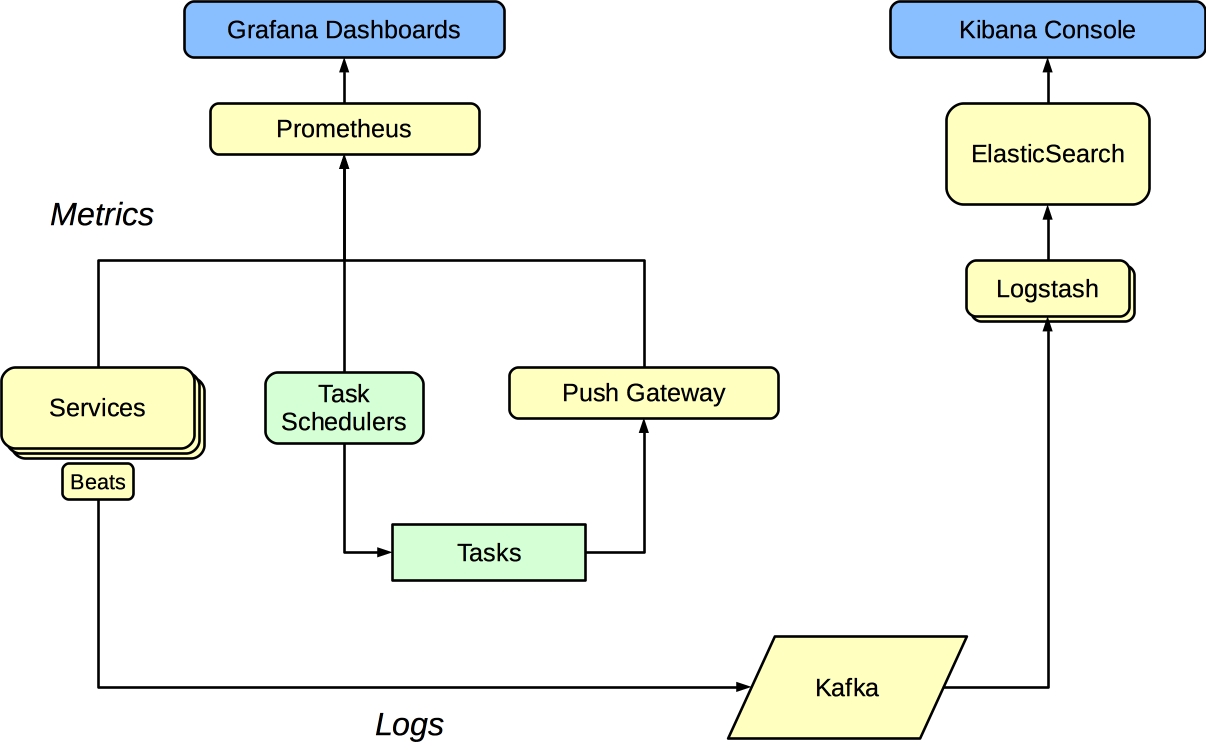 Grafana Dashboards
Kibana Console
Prometheus
ElasticSearch
Metrics
Logstash
Services
Task
Schedulers
Push Gateway
Beats
Tasks
Kafka
Logs